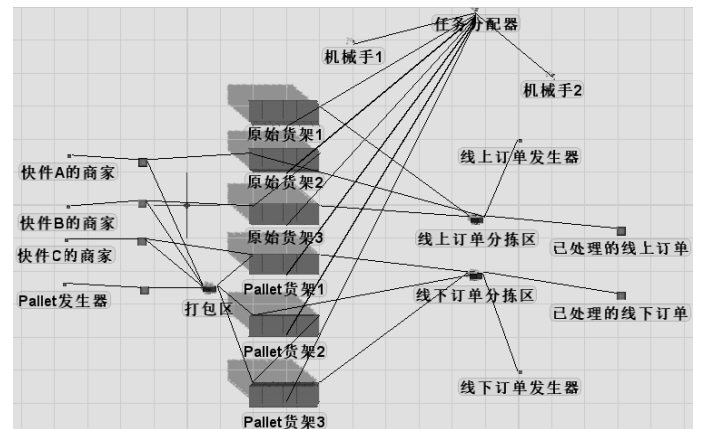 任务分配器
机械手1
机械手2
原始货架1
线上订单发生器
快件A的商家
原始货架2
快件B的商家
原始货架3
线上订单分拣区
已处理的线上订单
快件C的商家
Pallet货架1
线下订单分拣区
Pallet发生器
打包区
已处理的线下订单
Pallet货架2
线下订单发生器
Pallet货架3